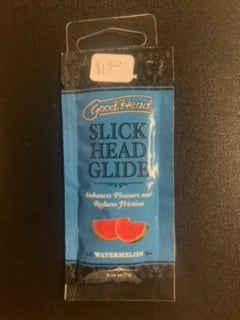 $1.50
GoodHead
SLICK
HEAD
GLIDE
Enhances Pleasure and
Reduces Friction
WATERMELON